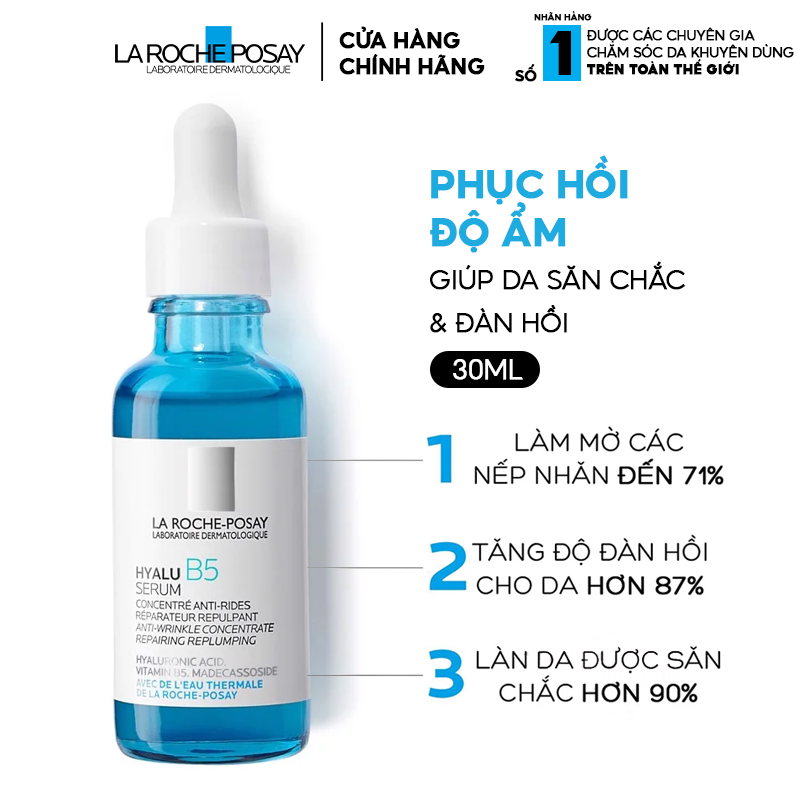 LA ROCHE POSAY
LABORATOIRE DERMATOLOGIQUE
CỬA HÀNG
CHÍNH HÃNG
NHÃN HÀNG
SỐ 1
ĐƯỢC CÁC CHUYÊN GIA
CHĂM SÓC DA KHUYÊN DÙNG
TRÊN TOÀN THẾ GIỚI
PHỤC HỒI
ĐỘ ẨM
GIÚP DA SĂN CHẮC
& ĐÀN HỒI
30ML
1
LÀM MỜ CÁC
NẾP NHĂN ĐẾN 71%
2
TĂNG ĐỘ ĐÀN HỒI
CHO DA HƠN 87%
3
LÀN DA ĐƯỢC SĂN
CHẮC HƠN 90%
LA ROCHE-POSAY
LABORATOIRE DERMATOLOGIQUE
HYALU B5
SERUM
CONCENTRÉ ANTI-RIDES
RÉPARATEUR REPULPANT
ANTI-WRINKLE CONCENTRATE
REPAIRING REPLUMPING
HYALURONIC ACID.
VITAMIN B5. MADECASSOSIDE
AVEC DE L'EAU THERMALE
DE LA ROCHE-POSAY